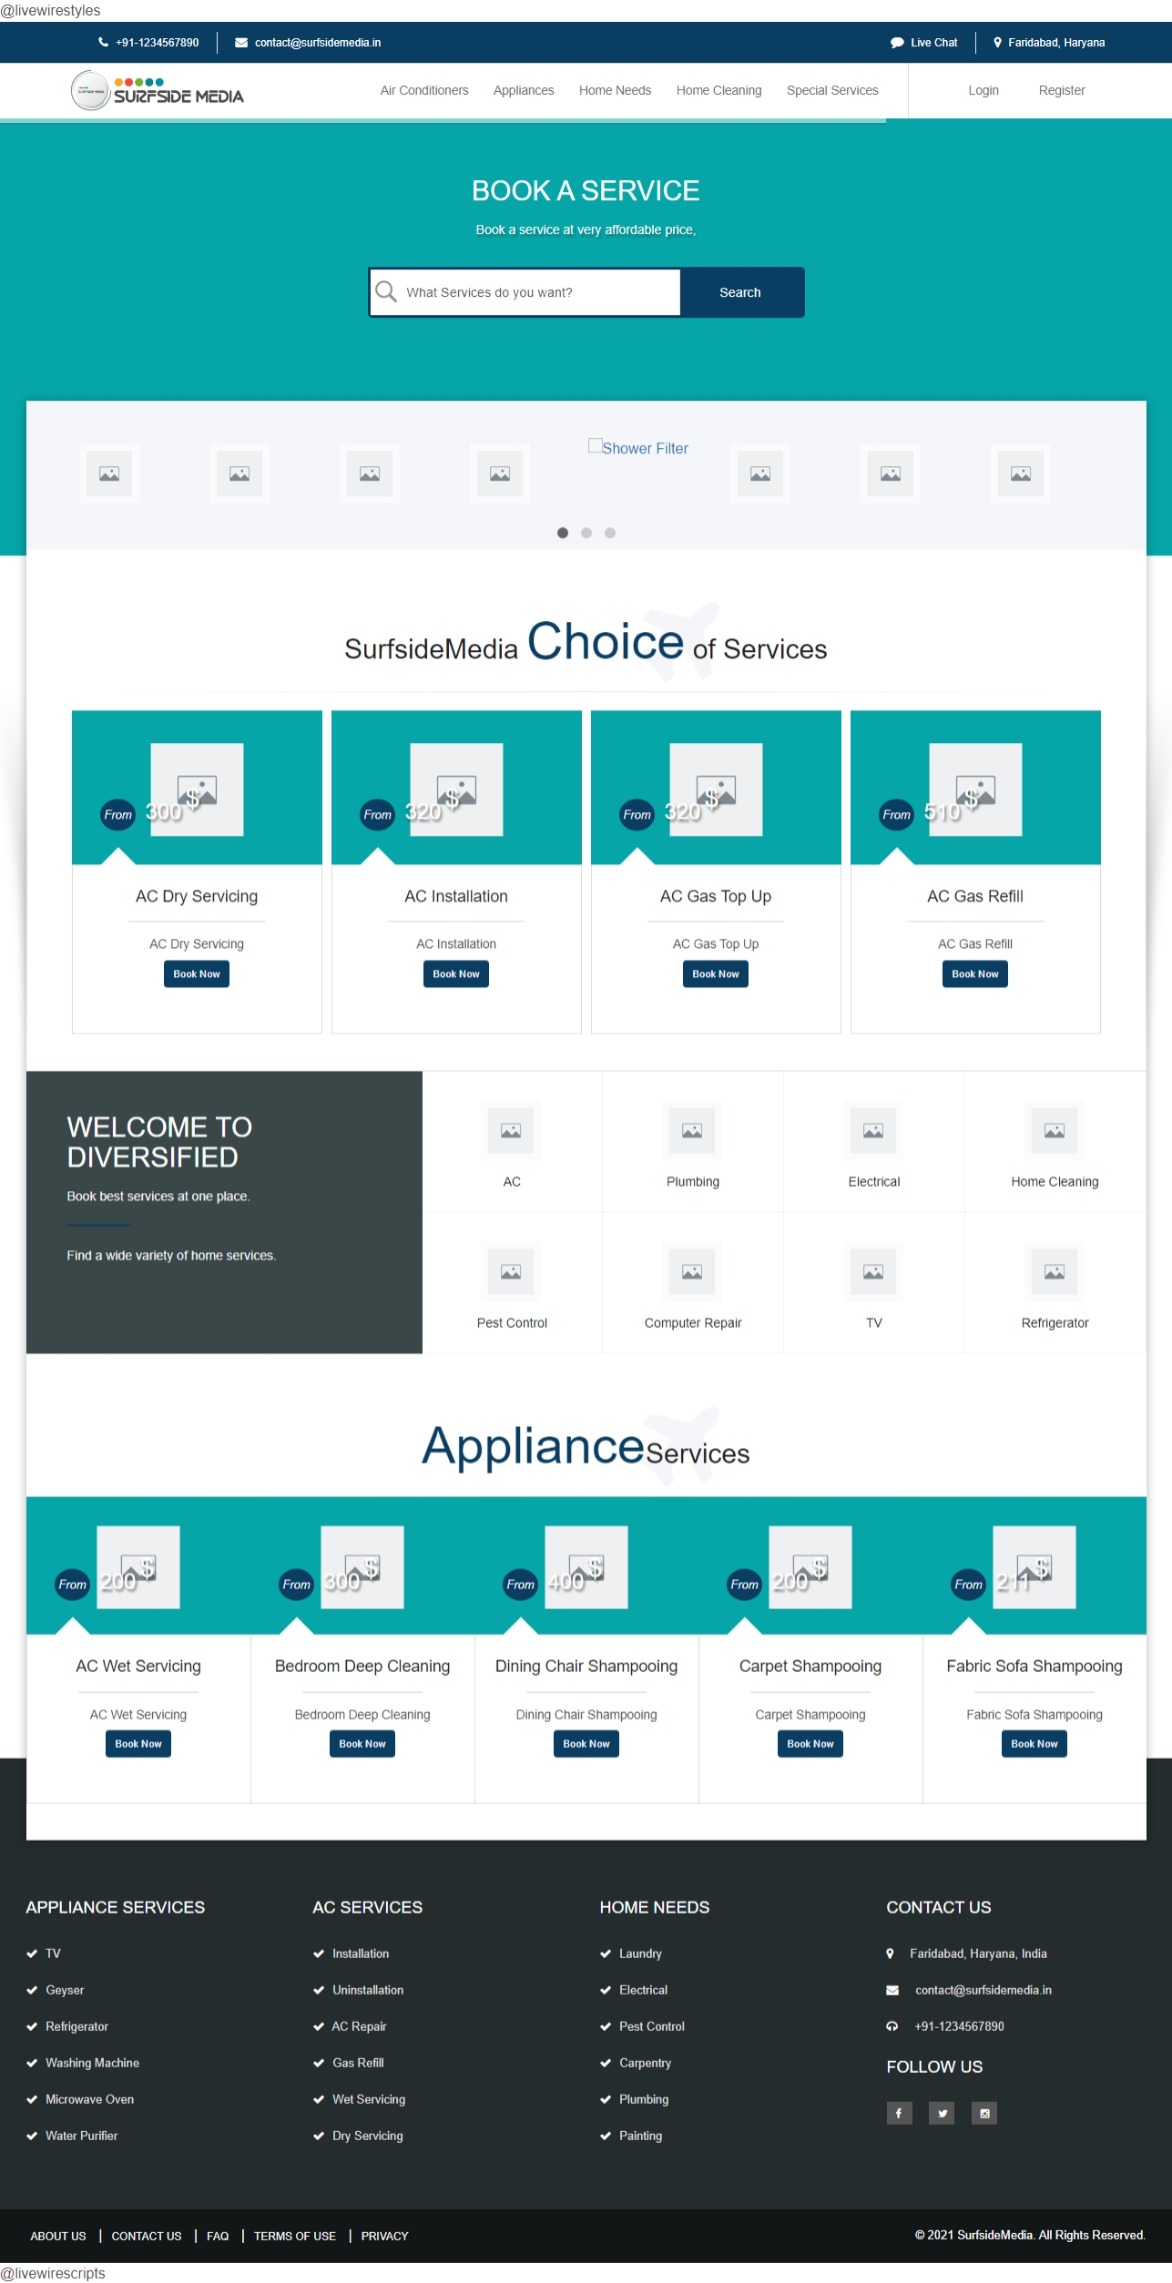 @livewirestyles
+91-1234567890
contact@surfsidemedia.in
Live Chat
Faridabad, Haryana
SURFSIDE MEDIA
Air Conditioners
Appliances
Home Needs
Home Cleaning
Special Services
Login
Register
BOOK A SERVICE
Book a service at very affordable price,
What Services do you want?
Search
Shower Filter
SurfsideMedia Choice of Services
From 300 $
From 320 $
From 320 $
From 510 $
AC Dry Servicing
AC Installation
AC Gas Top Up
AC Gas Refill
AC Dry Servicing
AC Installation
AC Gas Top Up
AC Gas Refill
Book Now
Book Now
Book Now
Book Now
WELCOME TO
DIVERSIFIED
Book best services at one place.
Find a wide variety of home services.
AC
Plumbing
Electrical
Home Cleaning
Pest Control
Computer Repair
TV
Refrigerator
ApplianceServices
From 200 $
From 300 $
From 400 $
From 200 $
From 211 $
AC Wet Servicing
Bedroom Deep Cleaning
Dining Chair Shampooing
Carpet Shampooing
Fabric Sofa Shampooing
AC Wet Servicing
Bedroom Deep Cleaning
Dining Chair Shampooing
Carpet Shampooing
Fabric Sofa Shampooing
Book Now
Book Now
Book Now
Book Now
Book Now
APPLIANCE SERVICES
TV
Geyser
Refrigerator
Washing Machine
Microwave Oven
Water Purifier
AC SERVICES
Installation
Uninstallation
AC Repair
Gas Refill
Wet Servicing
Dry Servicing
HOME NEEDS
Laundry
Electrical
Pest Control
Carpentry
Plumbing
Painting
CONTACT US
Faridabad, Haryana, India
contact@surfsidemedia.in
+91-1234567890
FOLLOW US
ABOUT US | CONTACT US | FAQ | TERMS OF USE | PRIVACY
© 2021 SurfsideMedia. All Rights Reserved.
@livewirescripts